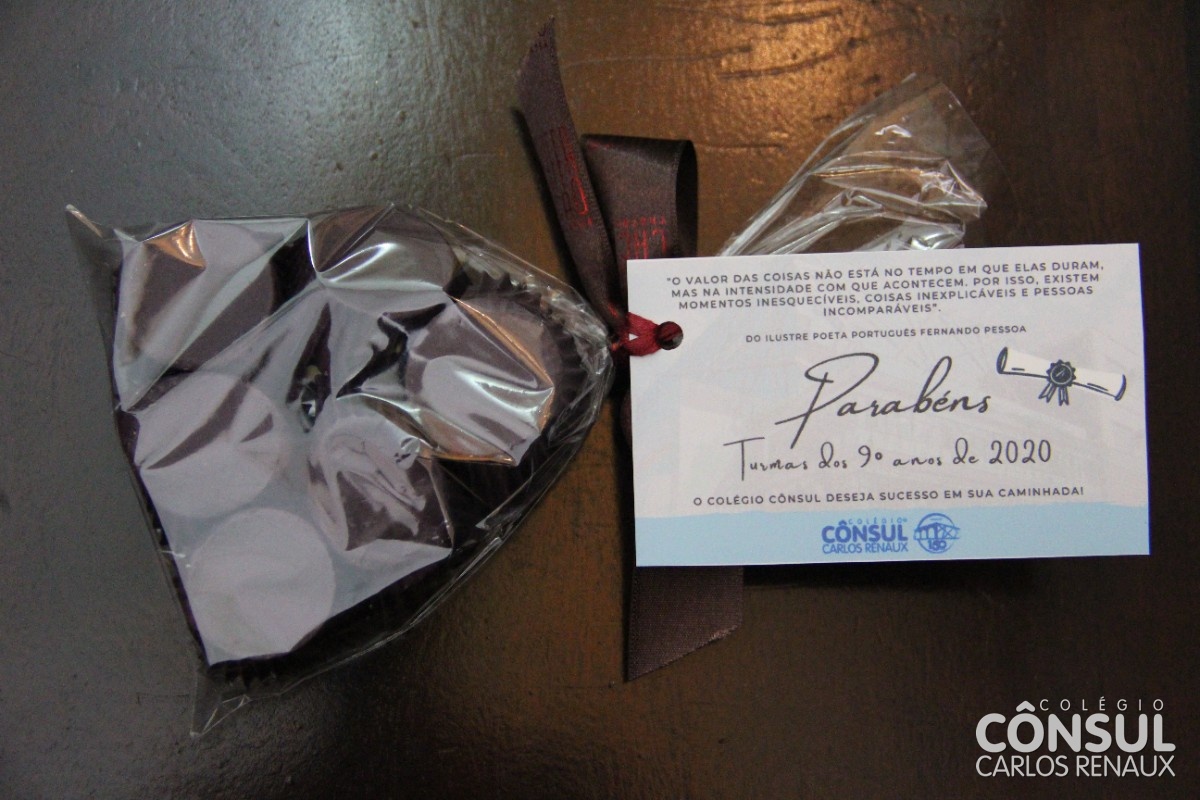 "O VALOR DAS COISAS NÃO ESTÁ NO TEMPO EM QUE ELAS DURAM,
MAS NA INTENSIDADE COM QUE ACONTECEM. POR ISSO, EXISTEM
MOMENTOS INESQUECÍVEIS, COISAS INEXPLICÁVEIS E PESSOAS
INCOMPARÁVEIS".
DO ILUSTRE POETA PORTUGUÊS FERNANDO PESSOA
Parabéns
Turmas dos 9º anos de 2020
O COLÉGIO CÔNSUL DESEJA SUCESSO EM SUA CAMINHADA!
COLÉGIO
CÔNSUL
CARLOS RENAUX
150
COLÉGIO
CÔNSUL
CARLOS RENAUX